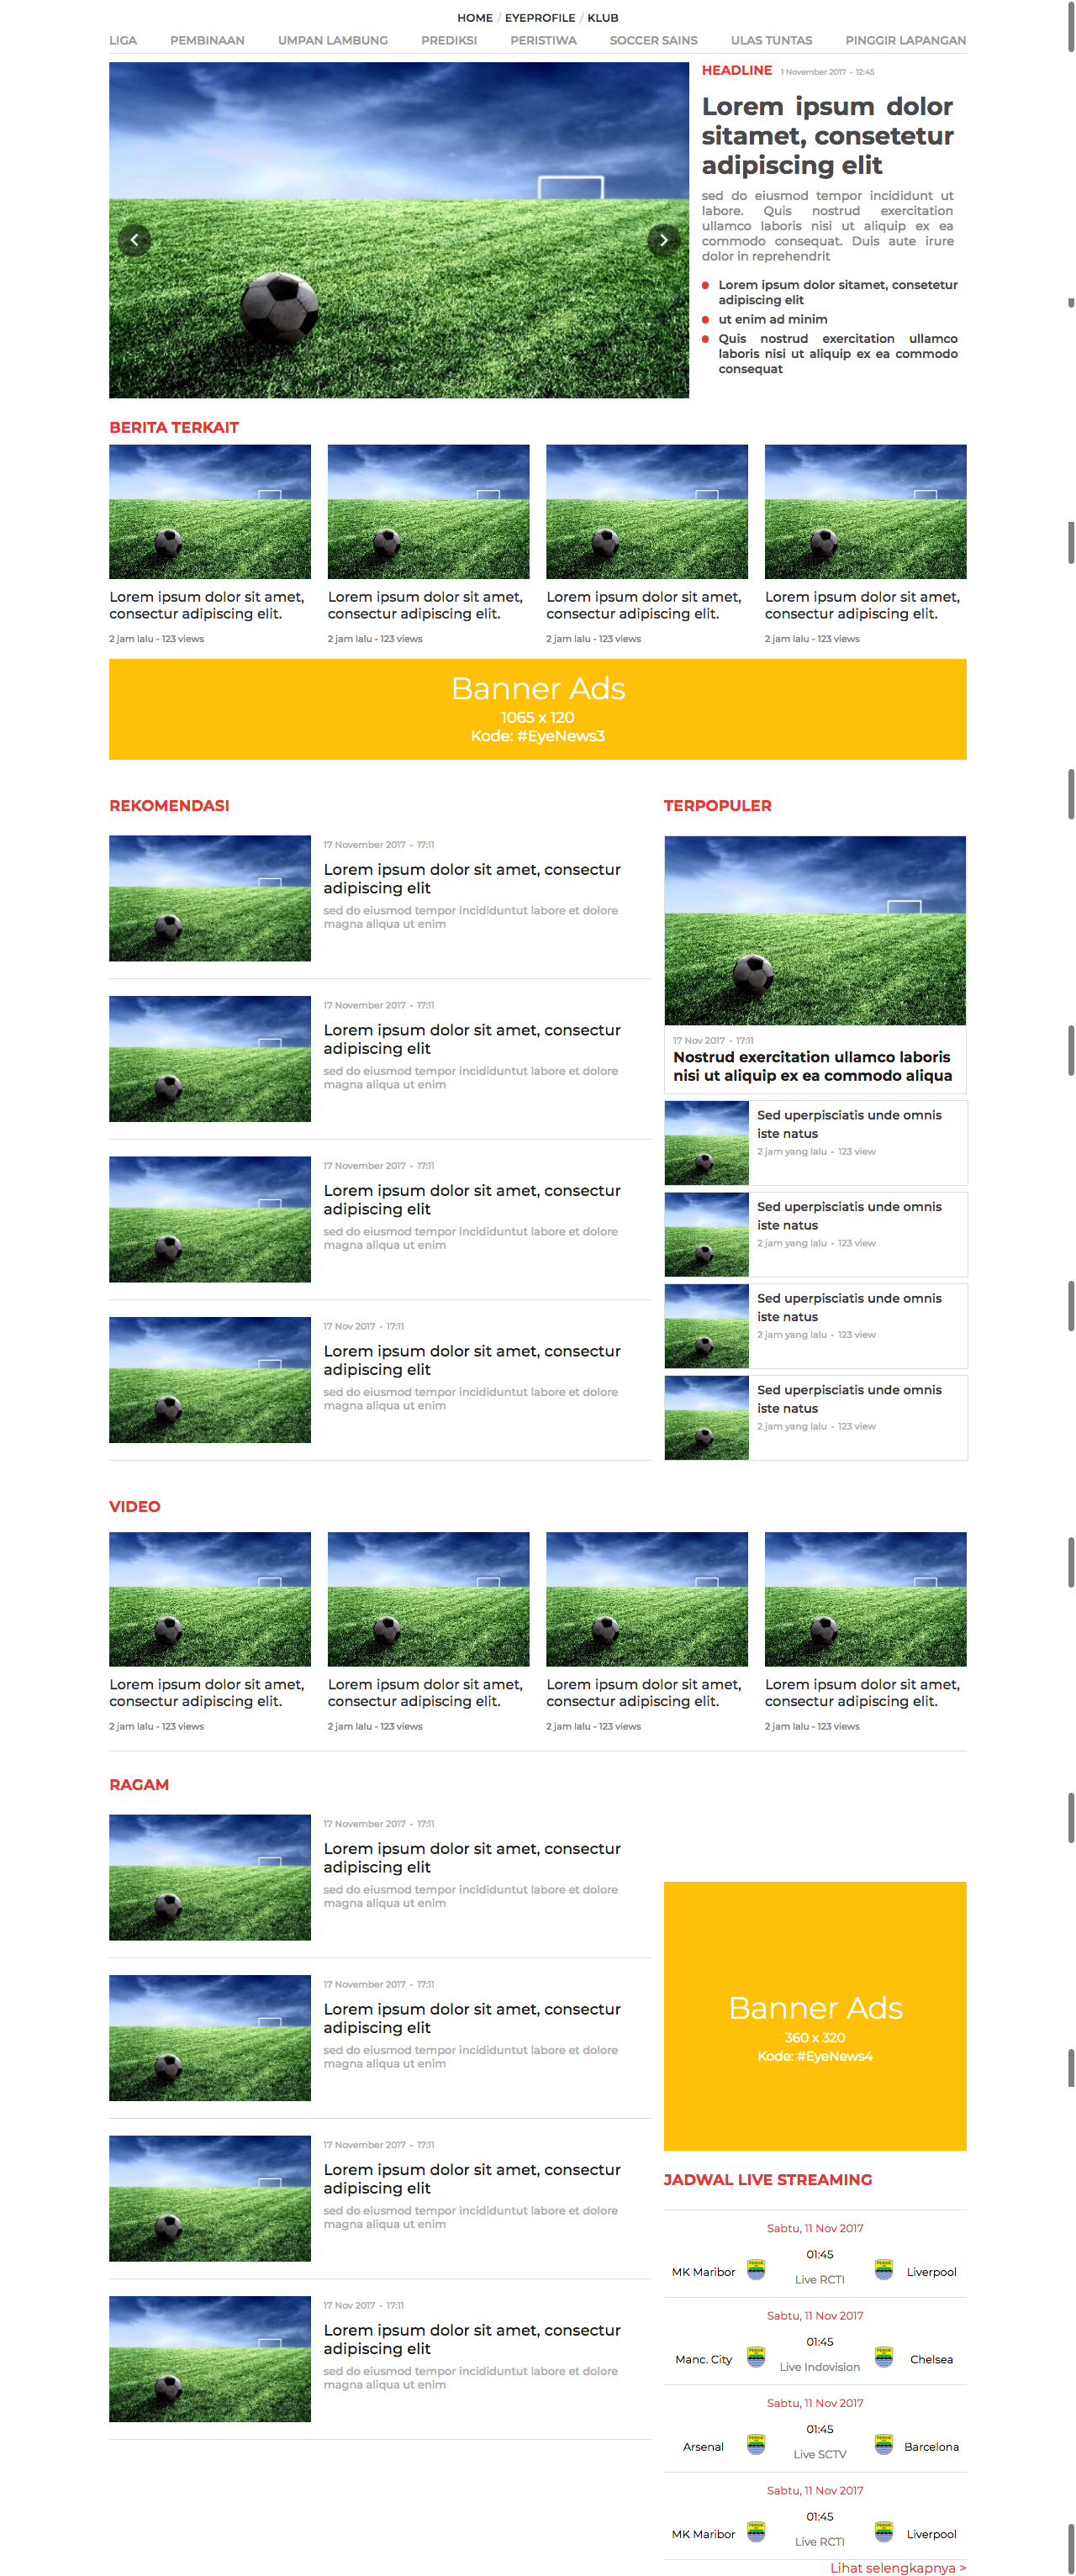 HOME / EYEPROFILE / KLUB
LIGA PEMBINAAN UMPAN LAMBUNG PREDIKSI PERISTIWA SOCCER SAINS ULAS TUNTAS PINGGIR LAPANGAN
HEADLINE 1 November 2017 - 12:45
Lorem ipsum dolor
sitamet, consetetur
adipiscing elit
sed do eiusmod tempor incididunt ut
labore. Quis nostrud exercitation
ullamco laboris nisi ut aliquip ex ea
commodo consequat. Duis aute irure
dolor in reprehendrit
Lorem ipsum dolor sitamet, consetetur
adipiscing elit
ut enim ad minim
Quis nostrud exercitation ullamco
laboris nisi ut aliquip ex ea commodo
consequat
BERITA TERKAIT
Lorem ipsum dolor sit amet,
consectur adipiscing elit.
2 jam lalu - 123 views
Lorem ipsum dolor sit amet,
consectur adipiscing elit.
2 jam lalu - 123 views
Lorem ipsum dolor sit amet,
consectur adipiscing elit.
2 jam lalu - 123 views
Lorem ipsum dolor sit amet,
consectur adipiscing elit.
2 jam lalu - 123 views
Banner Ads
1065 x 120
Kode: #EyeNews3
REKOMENDASI
17 November 2017 - 17:11
Lorem ipsum dolor sit amet, consectur
adipiscing elit
sed do eiusmod tempor incididuntut labore et dolore
magna aliqua ut enim
17 November 2017 - 17:11
Lorem ipsum dolor sit amet, consectur
adipiscing elit
sed do eiusmod tempor incididuntut labore et dolore
magna aliqua ut enim
17 November 2017 - 17:11
Lorem ipsum dolor sit amet, consectur
adipiscing elit
sed do eiusmod tempor incididuntut labore et dolore
magna aliqua ut enim
17 Nov 2017 - 17:11
Lorem ipsum dolor sit amet, consectur
adipiscing elit
sed do eiusmod tempor incididuntut labore et dolore
magna aliqua ut enim
TERPOPULER
17 Nov 2017 - 17:11
Nostrud exercitation ullamco laboris
nisi ut aliquip ex ea commodo aliqua
Sed uperpisciatis unde omnis
iste natus
2 jam yang lalu - 123 view
Sed uperpisciatis unde omnis
iste natus
2 jam yang lalu - 123 view
Sed uperpisciatis unde omnis
iste natus
2 jam yang lalu - 123 view
Sed uperpisciatis unde omnis
iste natus
2 jam yang lalu - 123 view
VIDEO
Lorem ipsum dolor sit amet,
consectur adipiscing elit.
2 jam lalu - 123 views
Lorem ipsum dolor sit amet,
consectur adipiscing elit.
2 jam lalu - 123 views
Lorem ipsum dolor sit amet,
consectur adipiscing elit.
2 jam lalu - 123 views
Lorem ipsum dolor sit amet,
consectur adipiscing elit.
2 jam lalu - 123 views
RAGAM
17 November 2017 - 17:11
Lorem ipsum dolor sit amet, consectur
adipiscing elit
sed do eiusmod tempor incididuntut labore et dolore
magna aliqua ut enim
17 November 2017 - 17:11
Lorem ipsum dolor sit amet, consectur
adipiscing elit
sed do eiusmod tempor incididuntut labore et dolore
magna aliqua ut enim
17 November 2017 - 17:11
Lorem ipsum dolor sit amet, consectur
adipiscing elit
sed do eiusmod tempor incididuntut labore et dolore
magna aliqua ut enim
17 Nov 2017 - 17:11
Lorem ipsum dolor sit amet, consectur
adipiscing elit
sed do eiusmod tempor incididuntut labore et dolore
magna aliqua ut enim
Banner Ads
360 x 320
Kode: #EyeNews4
JADWAL LIVE STREAMING
Sabtu, 11 Nov 2017
01:45
MK Maribor Liverpool
Live RCTI
Sabtu, 11 Nov 2017
01:45
Manc. City Chelsea
Live Indovision
Sabtu, 11 Nov 2017
01:45
Arsenal Barcelona
Live SCTV
Sabtu, 11 Nov 2017
01:45
MK Maribor Liverpool
Live RCTI
Lihat selengkapnya >